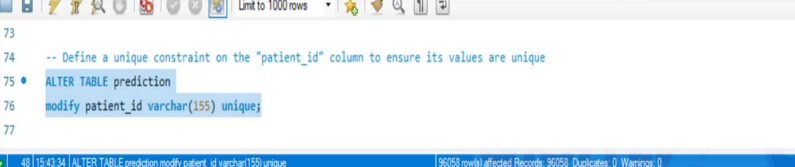 Limit to 1000 rows
73
74 -- Define a unique constraint on the "patient_id" column to ensure its values are unique
75 ALTER TABLE prediction
76 modify patient_id varchar(155) unique;
77
48 15:43:34 ALTER TABLE prediction modify patient_id varchar(155) unique 96058 row(s) affected Records: 96058 Duplicates: 0 Warnings: 0